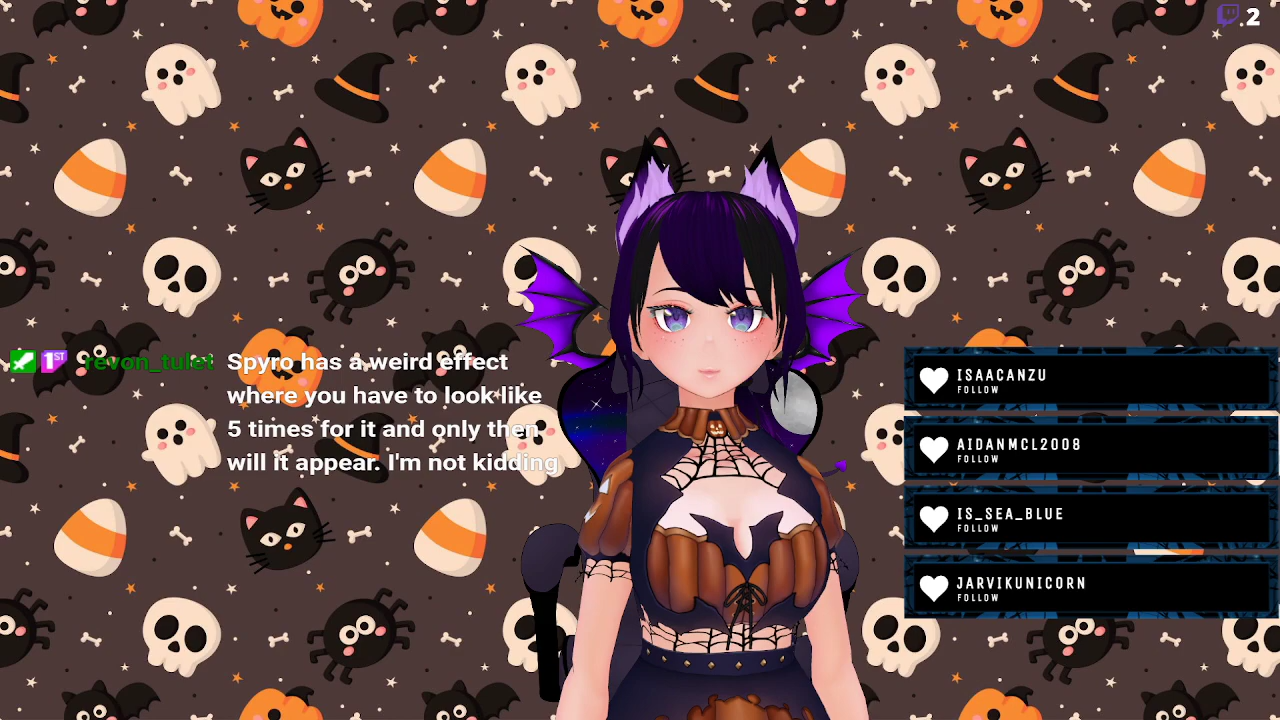 2
1ST revon_tulet Spyro has a weird effect
where you have to look like
5 times for it and only then
will it appear. I'm not kidding
ISAACANZU
FOLLOW
AIDANMCL2008
FOLLOW
IS_SEA_BLUE
FOLLOW
JARVIKUNICORN
FOLLOW